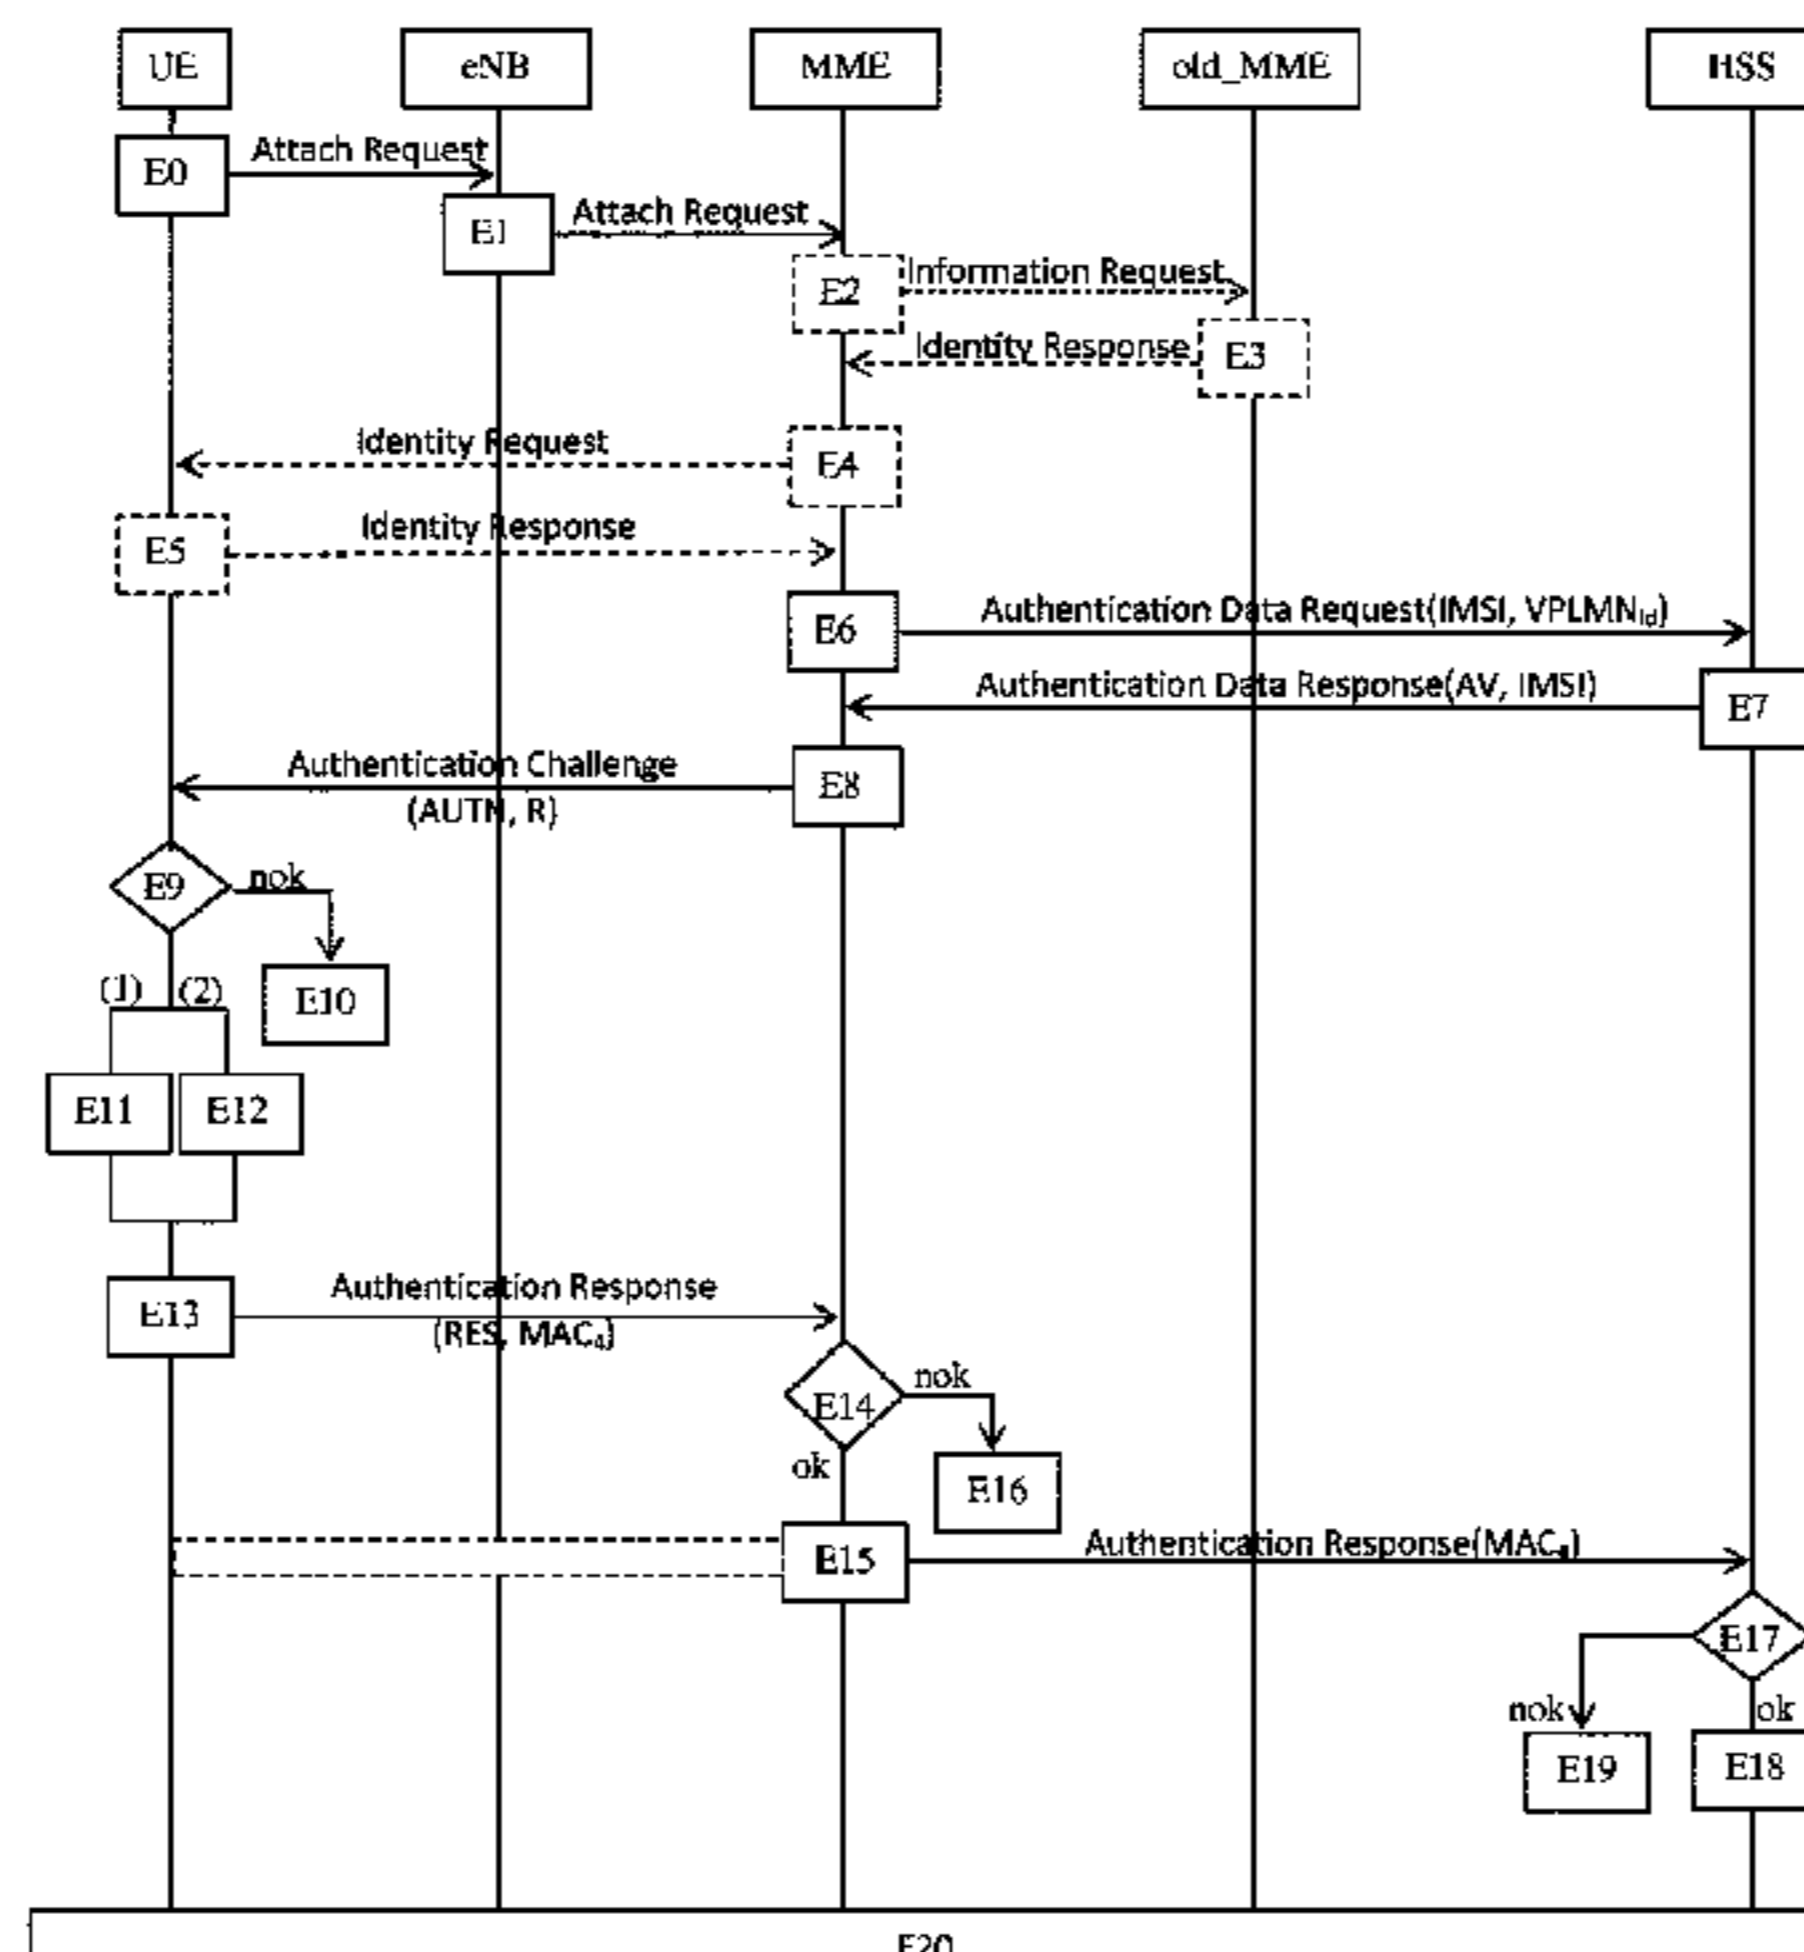 UE
eNB
MME
old_MME
HSS
E0
Attach Request
E1
Attach Request
E2
Information Request
Identity Response
E3
Identity Request
E4
E5
Identity Response
E6
Authentication Data Request(IMSI, VPLMNId)
Authentication Data Response(AV, IMSI)
E7
Authentication Challenge
(AUTN, R)
E8
E9
nok
(1)
(2)
E10
E11
E12
E13
Authentication Response
(RES, MAC4)
E14
nok
ok
E16
E15
Authentication Response(MAC4)
E17
nok
ok
E19
E18
E20